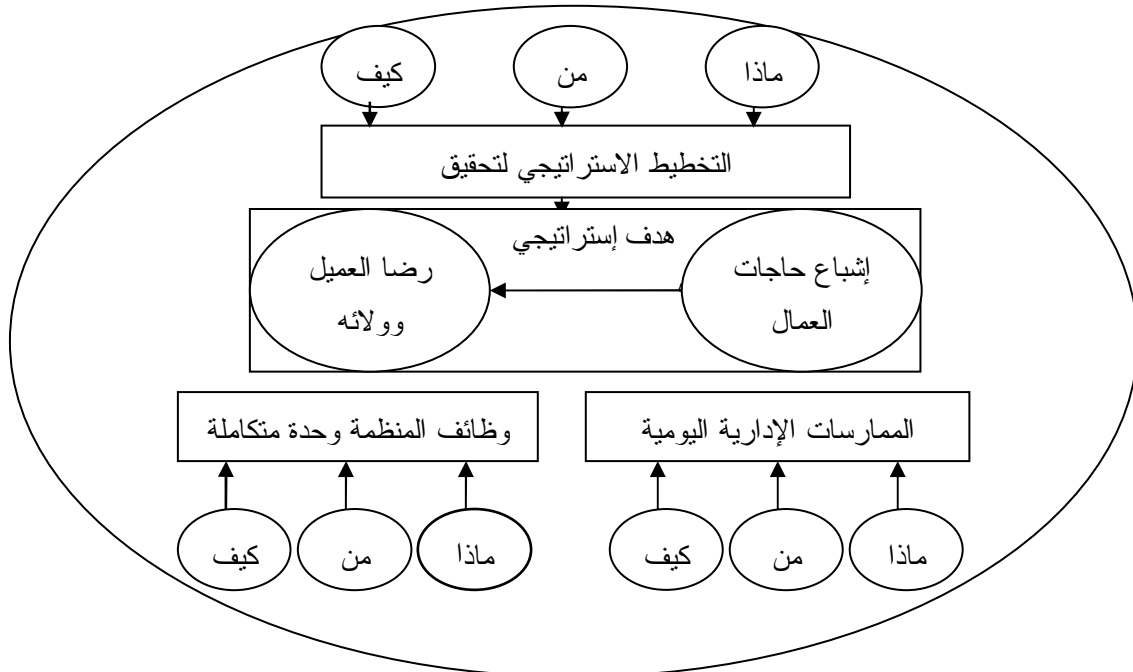 ماذا
من
كيف
التخطيط الاستراتيجي لتحقيق
هدف إستراتيجي
إشباع حاجات
العمال
رضا العميل
وولائه
الممارسات الإدارية اليومية
وظائف المنظمة وحدة متكاملة
ماذا
من
كيف
ماذا
من
كيف